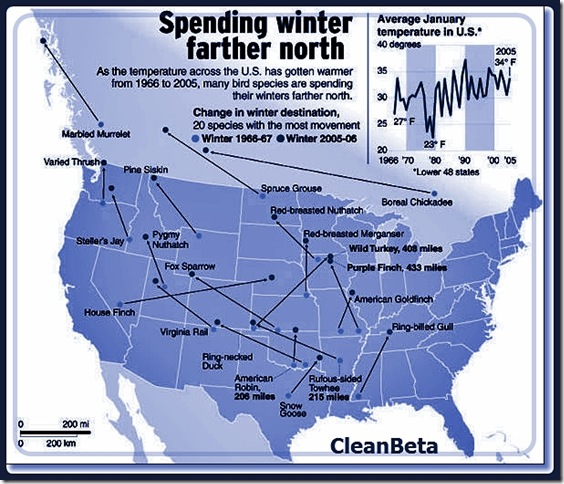 Spending winter
farther north
As the temperature across the U.S. has gotten warmer
from 1966 to 2005, many bird species are spending
their winters farther north.
Change in winter destination,
20 species with the most movement
Winter 1966-67 Winter 2005-06
Average January
temperature in U.S.*
40 degrees
2005
34° F
35
30
27° F
25
23° F
20
1966 '70 '80 '90 '00 '05
*Lower 48 states
Marbled Murrelet
Varied Thrush
Pine Siskin
Spruce Grouse
Boreal Chickadee
Red-breasted Nuthatch
Red-breasted Merganser
Steller's Jay
Pygmy
Nuthatch
Wild Turkey, 408 miles
Purple Finch, 433 miles
Fox Sparrow
American Goldfinch
House Finch
Virginia Rail
Ring-billed Gull
Ring-necked
Duck
American
Robin,
206 miles
Rufous-sided
Towhee
215 miles
Snow
Goose
0 200 mi
0 200 km
CleanBeta